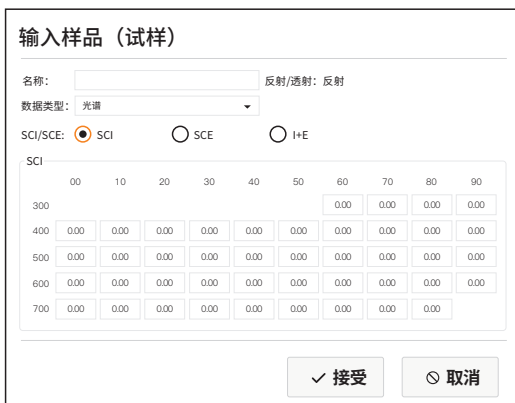 输入样品（试样）
名称： 反射/透射：反射
数据类型： 光谱
SCI/SCE: SCI SCE I+E
SCI
00 10 20 30 40 50 60 70 80 90
300 0.00 0.00 0.00 0.00
400 0.00 0.00 0.00 0.00 0.00 0.00 0.00 0.00 0.00 0.00
500 0.00 0.00 0.00 0.00 0.00 0.00 0.00 0.00 0.00 0.00
600 0.00 0.00 0.00 0.00 0.00 0.00 0.00 0.00 0.00 0.00
700 0.00 0.00 0.00 0.00 0.00 0.00 0.00 0.00 0.00
接受 取消